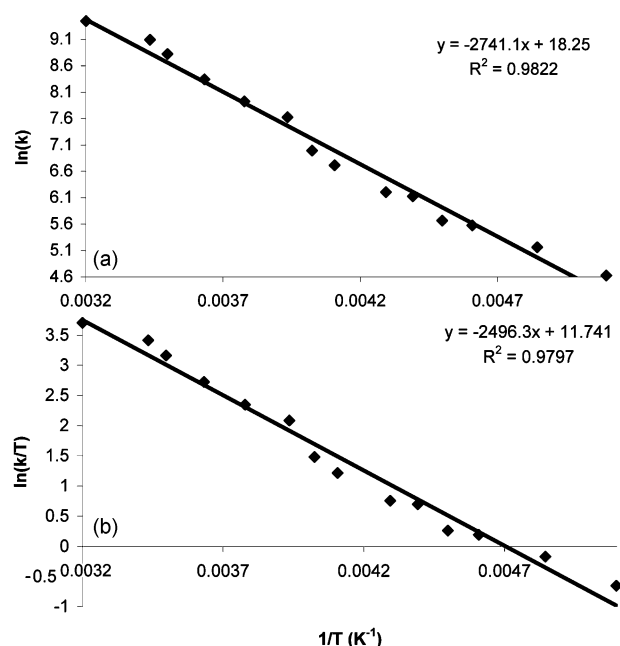 y = -2741.1x + 18.25
R² = 0.9822
9.1
8.6
8.1
7.6
7.1
6.6
6.1
5.6
5.1
4.6
ln(k)
(a)
0.0032 0.0037 0.0042 0.0047
y = -2496.3x + 11.741
R² = 0.9797
3.5
3
2.5
2
1.5
1
0.5
0
-0.5
-1
ln(k/T)
(b)
0.0032 0.0037 0.0042 0.0047
1/T (K⁻¹)